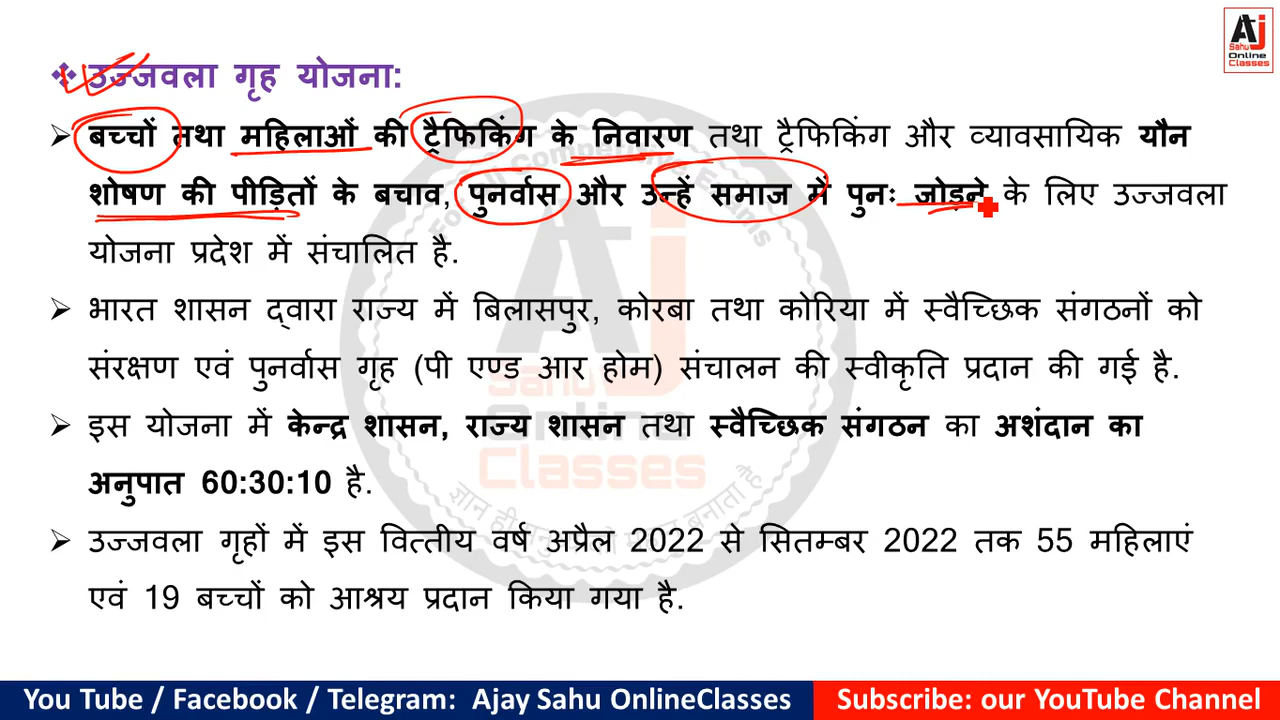 AJ
Sahu
Online
Classes
❖ उज्जवला गृह योजना:
➢ बच्चों तथा महिलाओं की ट्रैफिकिंग के निवारण तथा ट्रैफिकिंग और व्यावसायिक यौन
शोषण की पीड़ितों के बचाव, पुनर्वास और उन्हें समाज में पुनः जोड़ने के लिए उज्जवला
योजना प्रदेश में संचालित है.
➢ भारत शासन द्वारा राज्य में बिलासपुर, कोरबा तथा कोरिया में स्वैच्छिक संगठनों को
संरक्षण एवं पुनर्वास गृह (पी एण्ड आर होम) संचालन की स्वीकृति प्रदान की गई है.
➢ इस योजना में केन्द्र शासन, राज्य शासन तथा स्वैच्छिक संगठन का अशंदान का
अनुपात 60:30:10 है.
➢ उज्जवला गृहों में इस वित्तीय वर्ष अप्रैल 2022 से सितम्बर 2022 तक 55 महिलाएं
एवं 19 बच्चों को आश्रय प्रदान किया गया है.
Sahu
Online
Classes
You Tube / Facebook / Telegram: Ajay Sahu OnlineClasses
Subscribe: our YouTube Channel